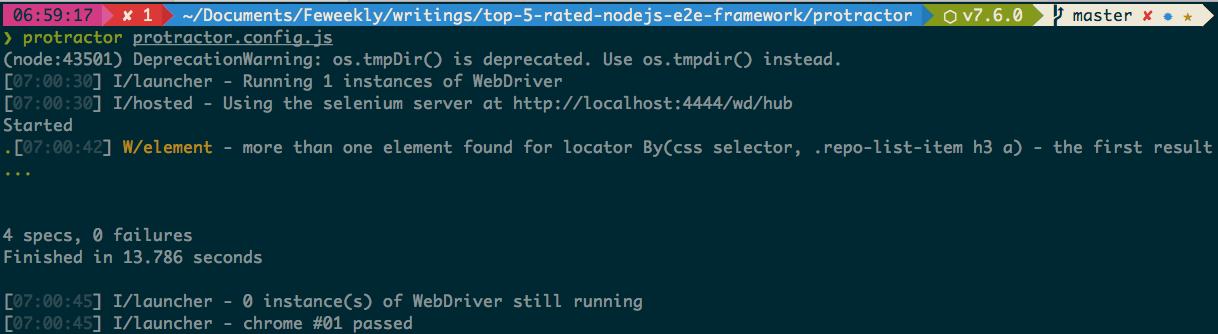 06:59:17 ✘ 1 ~/Documents/Feweekly/writings/top-5-rated-nodejs-e2e-framework/protractor ⬡ v7.6.0 master ✘ ✹ ★
❯ protractor protractor.config.js
(node:43501) DeprecationWarning: os.tmpDir() is deprecated. Use os.tmpdir() instead.
[07:00:30] I/launcher - Running 1 instances of WebDriver
[07:00:30] I/hosted - Using the selenium server at http://localhost:4444/wd/hub
Started
.[07:00:42] W/element - more than one element found for locator By(css selector, .repo-list-item h3 a) - the first result
...
4 specs, 0 failures
Finished in 13.786 seconds
[07:00:45] I/launcher - 0 instance(s) of WebDriver still running
[07:00:45] I/launcher - chrome #01 passed